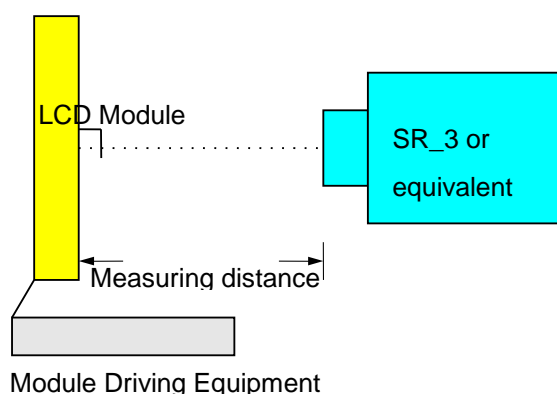 LCD Module
SR_3 or
equivalent
Measuring distance
Module Driving Equipment